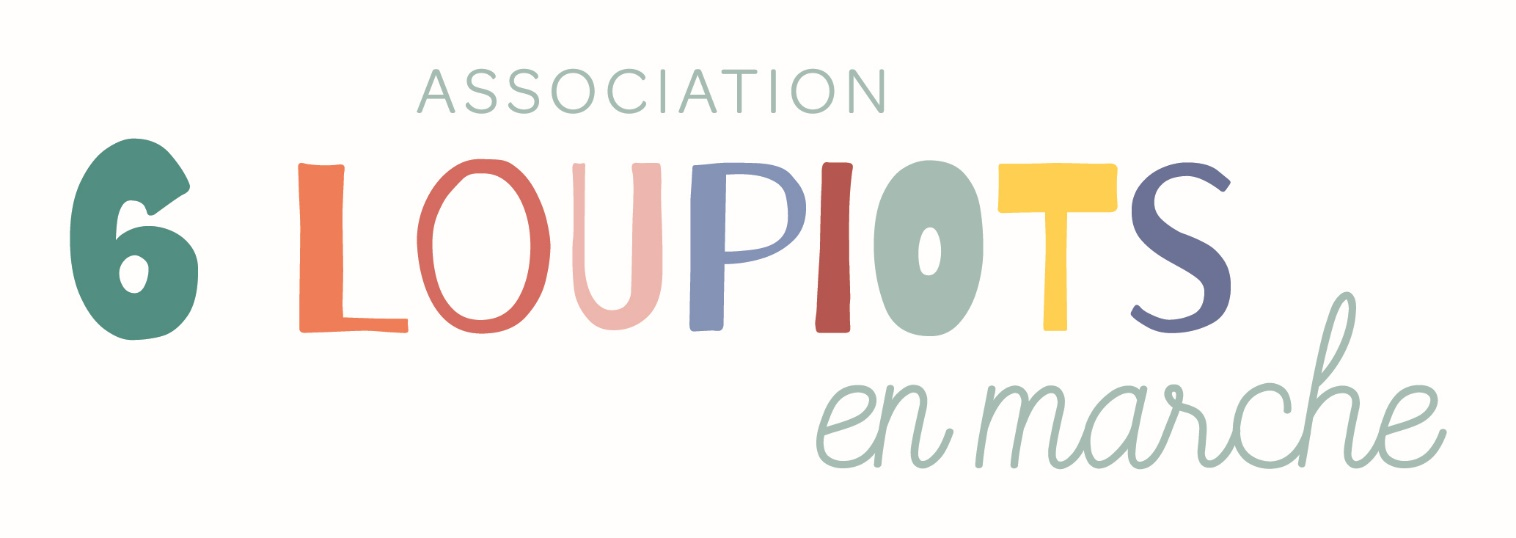 ASSOCIATION
6 LOUPIOTS
en marche